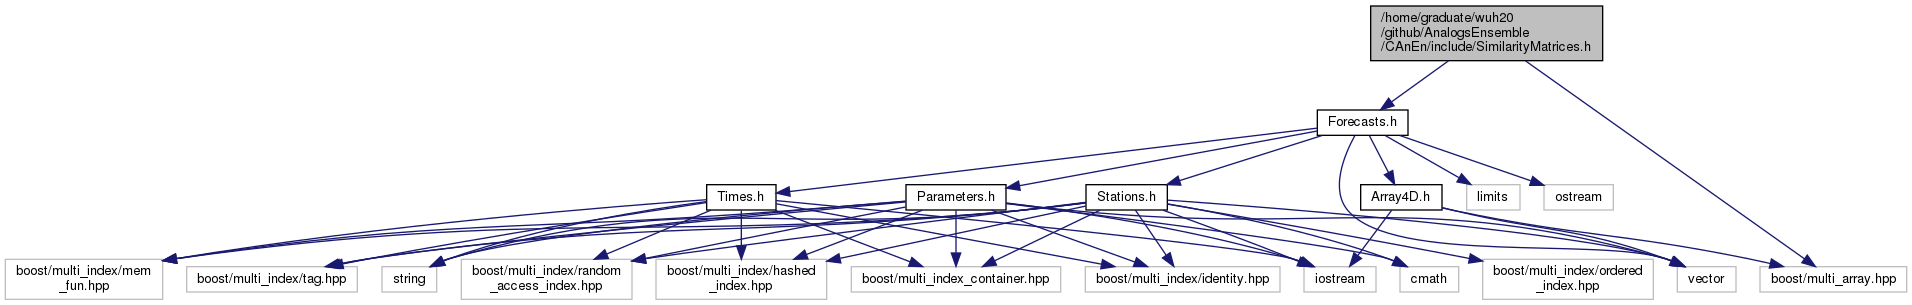 /home/graduate/wuh20
/github/AnalogsEnsemble
/CAnEn/include/SimilarityMatrices.h
Forecasts.h
Times.h
Parameters.h
Stations.h
Array4D.h
limits
ostream
boost/multi_index/mem
_fun.hpp
boost/multi_index/tag.hpp
string
boost/multi_index/random
_access_index.hpp
boost/multi_index/hashed
_index.hpp
boost/multi_index_container.hpp
boost/multi_index/identity.hpp
iostream
cmath
boost/multi_index/ordered
_index.hpp
vector
boost/multi_array.hpp